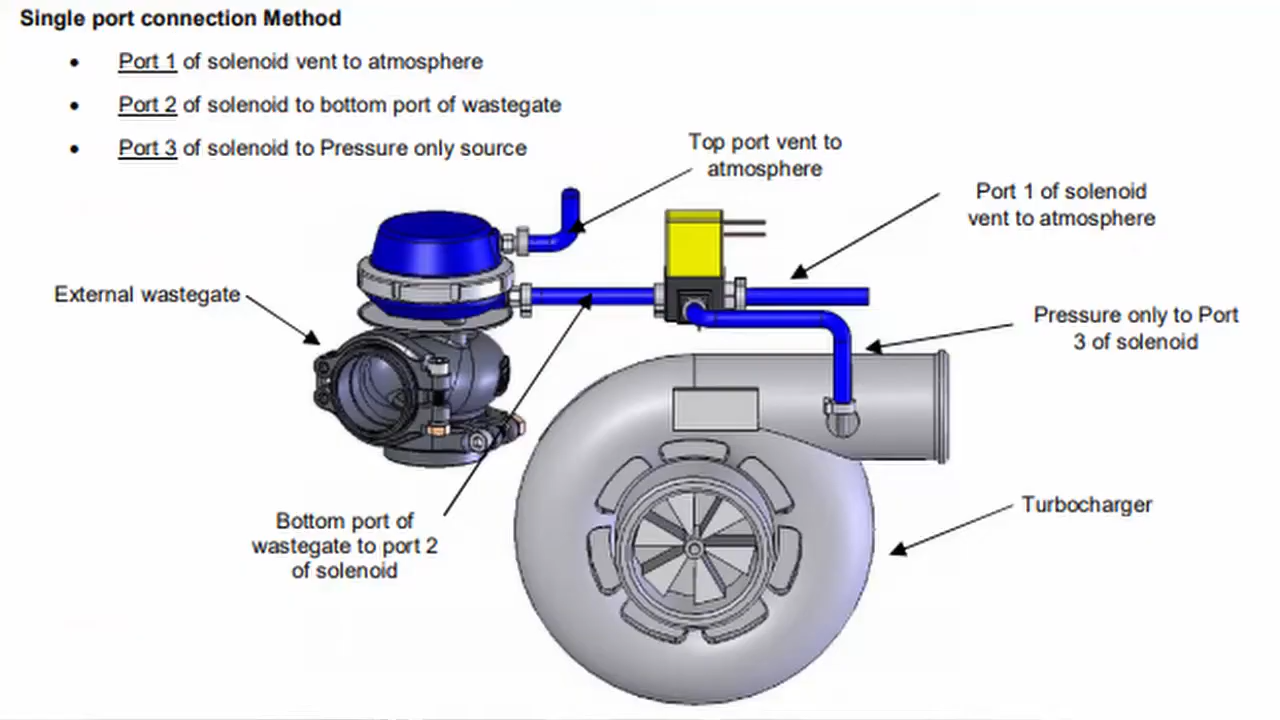 Single port connection Method
• Port 1 of solenoid vent to atmosphere
• Port 2 of solenoid to bottom port of wastegate
• Port 3 of solenoid to Pressure only source
Top port vent to
atmosphere
Port 1 of solenoid
vent to atmosphere
External wastegate
Pressure only to Port
3 of solenoid
Bottom port of
wastegate to port 2
of solenoid
Turbocharger